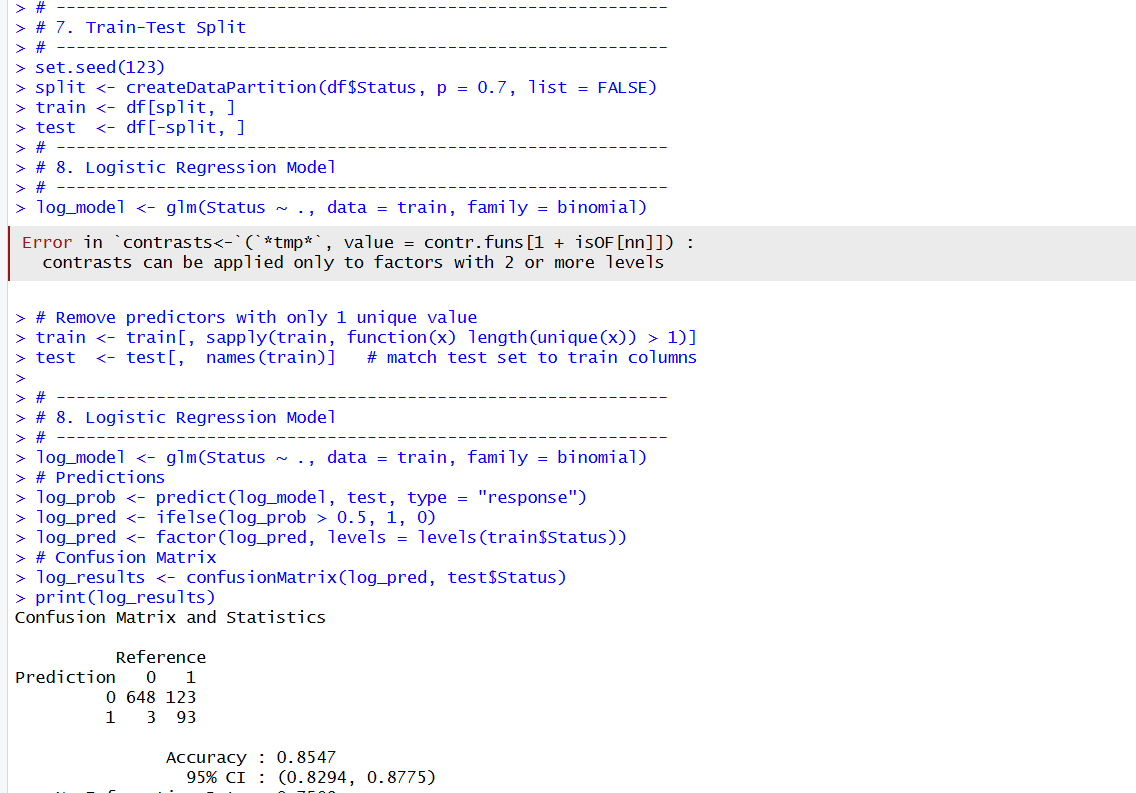 > # -------------------------------------------------------------
> # 7. Train-Test Split
> # -------------------------------------------------------------
> set.seed(123)
> split <- createDataPartition(df$Status, p = 0.7, list = FALSE)
> train <- df[split, ]
> test  <- df[-split, ]
> # -------------------------------------------------------------
> # 8. Logistic Regression Model
> # -------------------------------------------------------------
> log_model <- glm(Status ~ ., data = train, family = binomial)
Error in `contrasts<-`(`*tmp*`, value = contr.funs[1 + isOF[nn]]) :
  contrasts can be applied only to factors with 2 or more levels
> # Remove predictors with only 1 unique value
> train <- train[, sapply(train, function(x) length(unique(x)) > 1)]
> test  <- test[,  names(train)]   # match test set to train columns
>
> # -------------------------------------------------------------
> # 8. Logistic Regression Model
> # -------------------------------------------------------------
> log_model <- glm(Status ~ ., data = train, family = binomial)
> # Predictions
> log_prob <- predict(log_model, test, type = "response")
> log_pred <- ifelse(log_prob > 0.5, 1, 0)
> log_pred <- factor(log_pred, levels = levels(train$Status))
> # Confusion Matrix
> log_results <- confusionMatrix(log_pred, test$Status)
> print(log_results)
Confusion Matrix and Statistics
          Reference
Prediction   0   1
         0 648 123
         1   3  93
               Accuracy : 0.8547
                 95% CI : (0.8294, 0.8775)